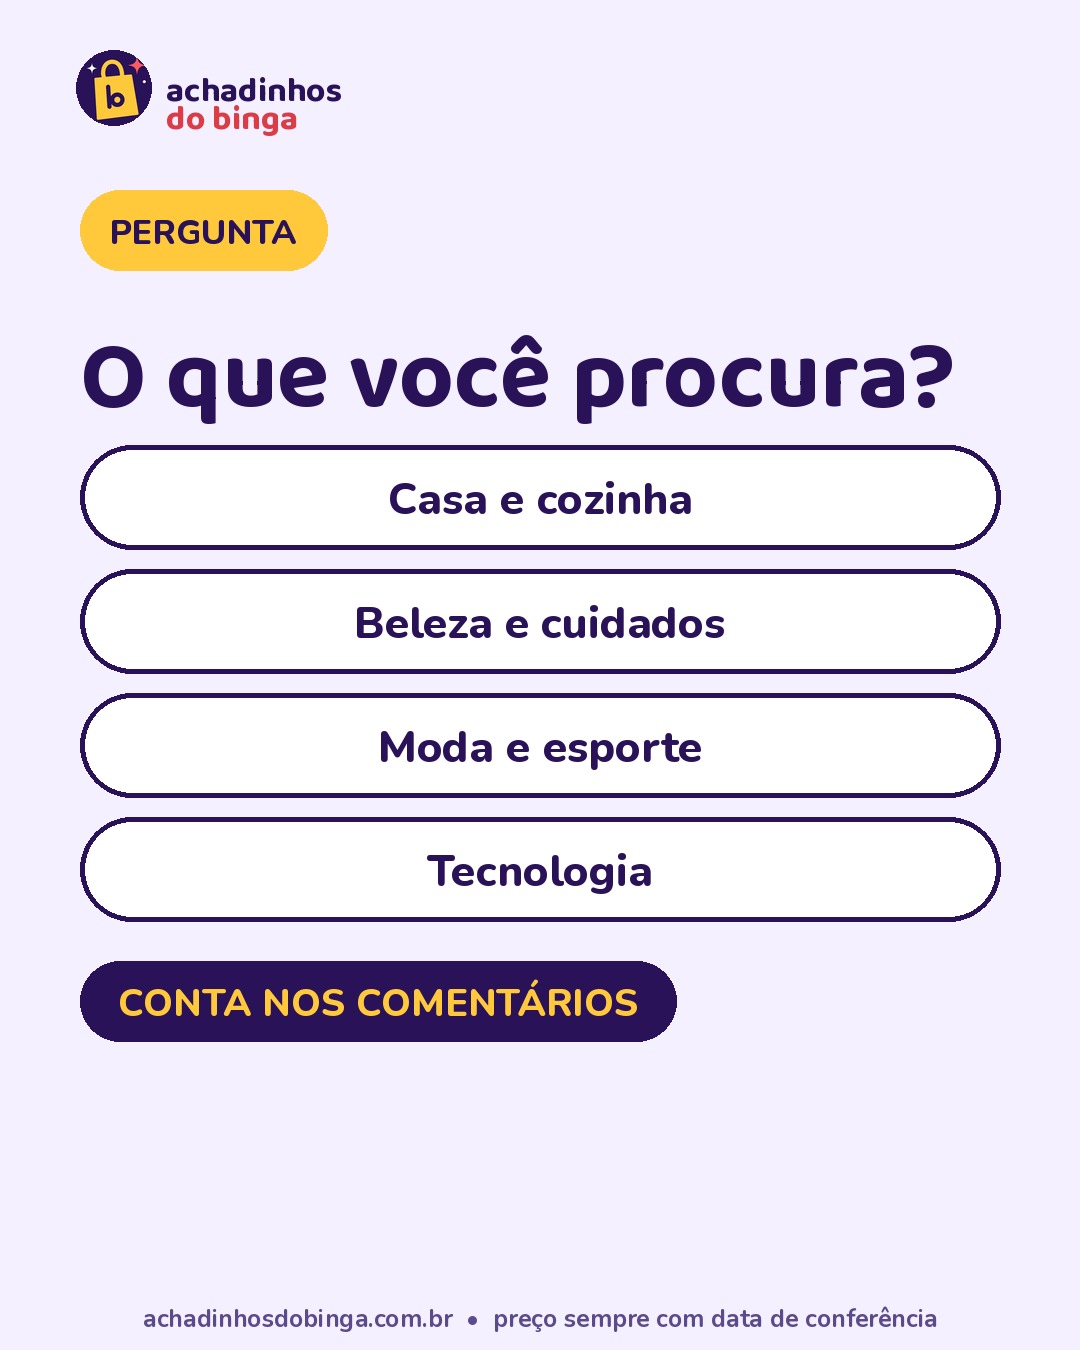 b
achadinhos
do binga
PERGUNTA
O que você procura?
Casa e cozinha
Beleza e cuidados
Moda e esporte
Tecnologia
CONTA NOS COMENTÁRIOS
achadinhosdobinga.com.br • preço sempre com data de conferência